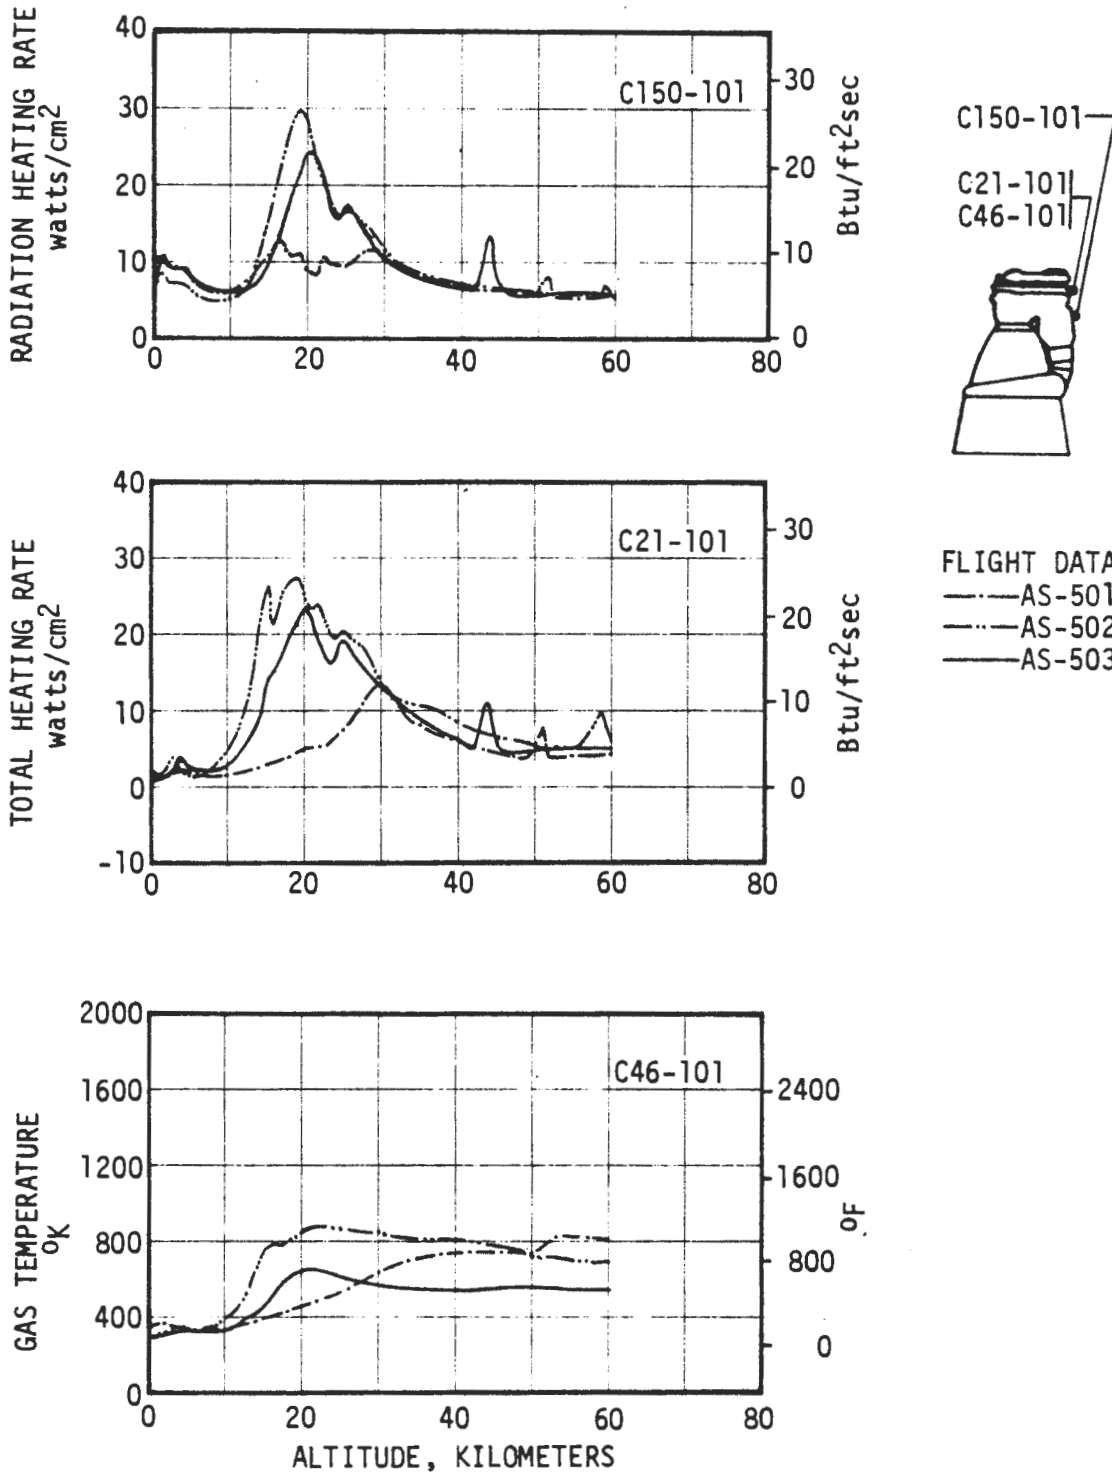 RADIATION HEATING RATE
watts/cm2
40
30
20
10
0
0 20 40 60 80
C150-101
30
20
10
0
Btu/ft2sec
C150-101
C21-101
C46-101
TOTAL HEATING RATE
watts/cm2
40
30
20
10
0
-10
0 20 40 60 80
C21-101
30
20
10
0
Btu/ft2sec
FLIGHT DATA
AS-501
AS-502
AS-503
GAS TEMPERATURE
oK
2000
1600
1200
800
400
0
0 20 40 60 80
C46-101
2400
1600
800
0
oF
ALTITUDE, KILOMETERS